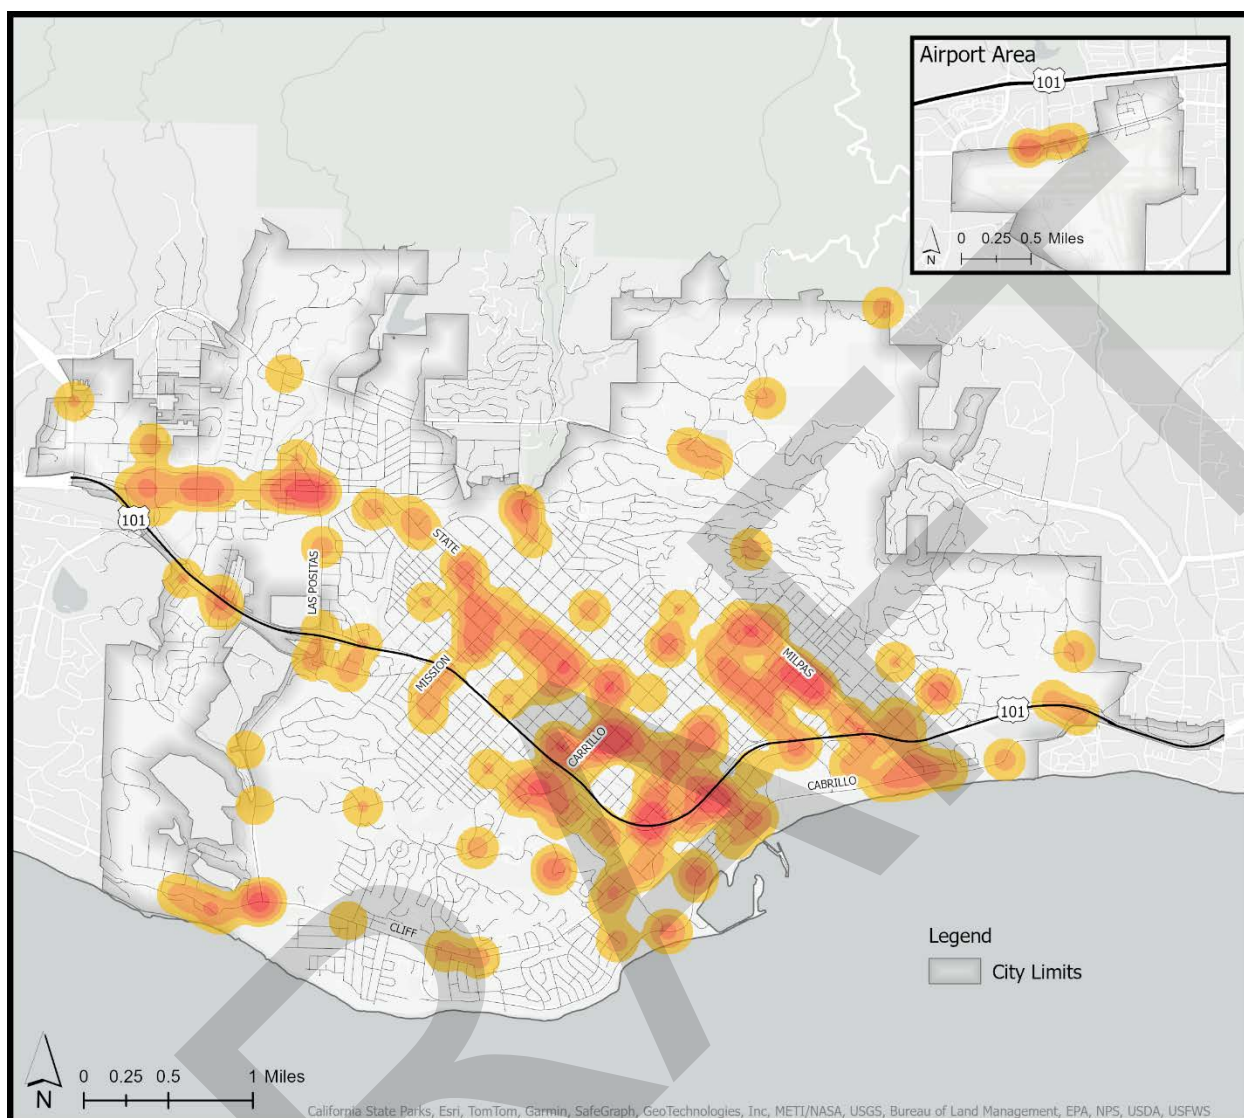 Airport Area
101
0 0.25 0.5 Miles
N
101
STATE
LAS POSITAS
MISSION
MILPAS
101
CARRILLO
CABRILLO
CLIFF
Legend
City Limits
N
0 0.25 0.5 1 Miles
California State Parks, Esri, TomTom, Garmin, SafeGraph, GeoTechnologies, Inc, METI/NASA, USGS, Bureau of Land Management, EPA, NPS, USDA, USFWS
DRAFT